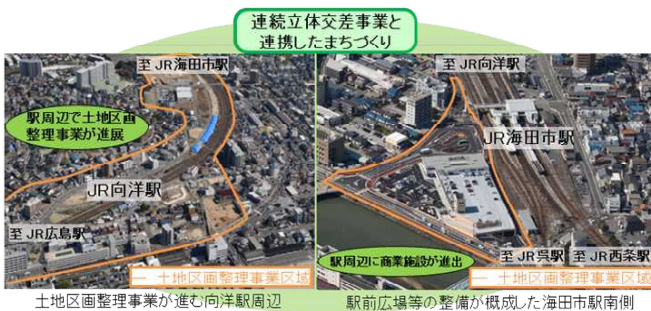 連続立体交差事業と
連携したまちづくり
至JR海田市駅
駅周辺で土地区画
整理事業が進展
JR向洋駅
至JR広島駅
土地区画整理事業区域
至JR向洋駅
JR海田市駅
至JR呉駅
至JR西条駅
駅周辺に商業施設が進出
土地区画整理事業区域
土地区画整理事業が進む向洋駅周辺
駅前広場等の整備が概成した海田市駅南側